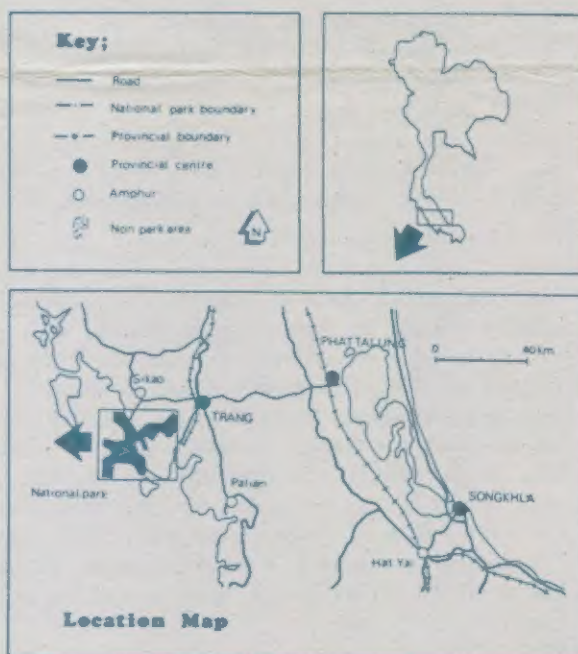 Key;
Road
National park boundary
Provincial boundary
Provincial centre
Amphur
Non park area
N
PHATTALUNG
0 40 km.
Sikao
TRANG
National park
Palian
SONGKHLA
Hat Yai
Location Map